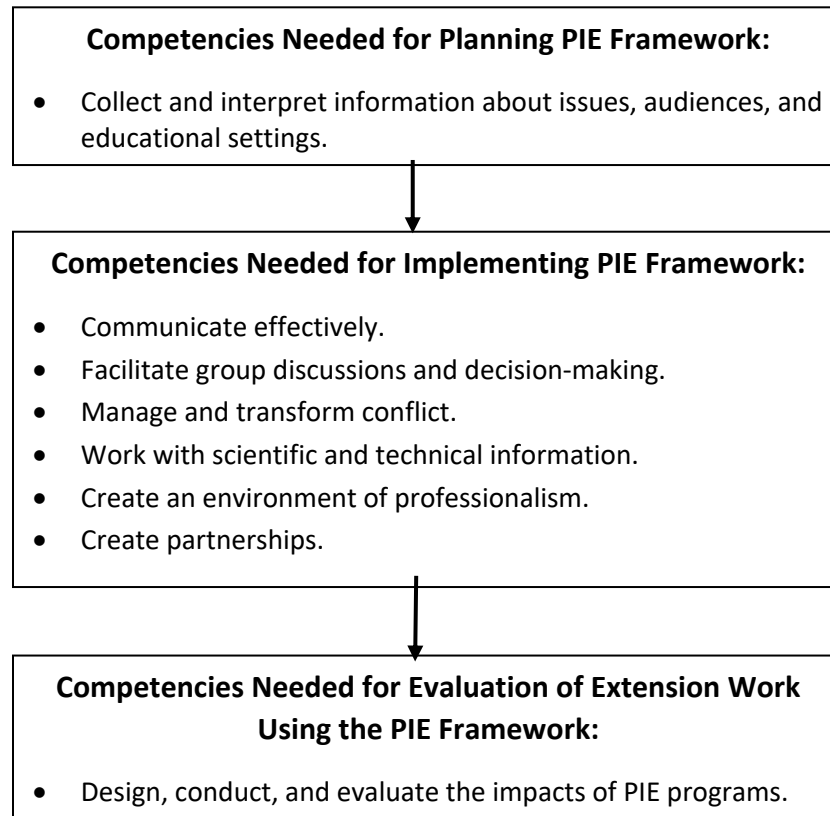 Competencies Needed for Planning PIE Framework:
• Collect and interpret information about issues, audiences, and
educational settings.
Competencies Needed for Implementing PIE Framework:
• Communicate effectively.
• Facilitate group discussions and decision-making.
• Manage and transform conflict.
• Work with scientific and technical information.
• Create an environment of professionalism.
• Create partnerships.
Competencies Needed for Evaluation of Extension Work
Using the PIE Framework:
• Design, conduct, and evaluate the impacts of PIE programs.